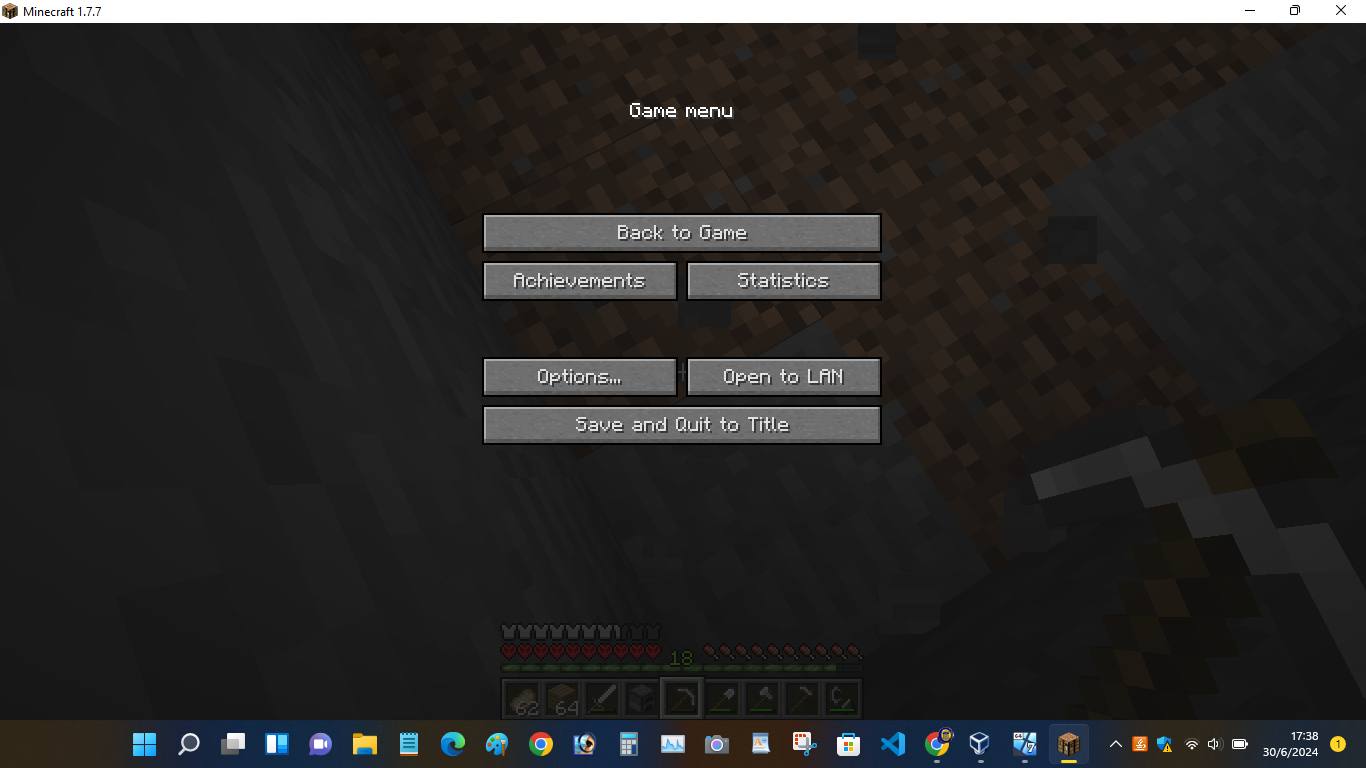 Minecraft 1.7.7
Game menu
Back to Game
Achievements
Statistics
Options...
Open to LAN
Save and Quit to Title
18
62
64
17:38
30/6/2024
1